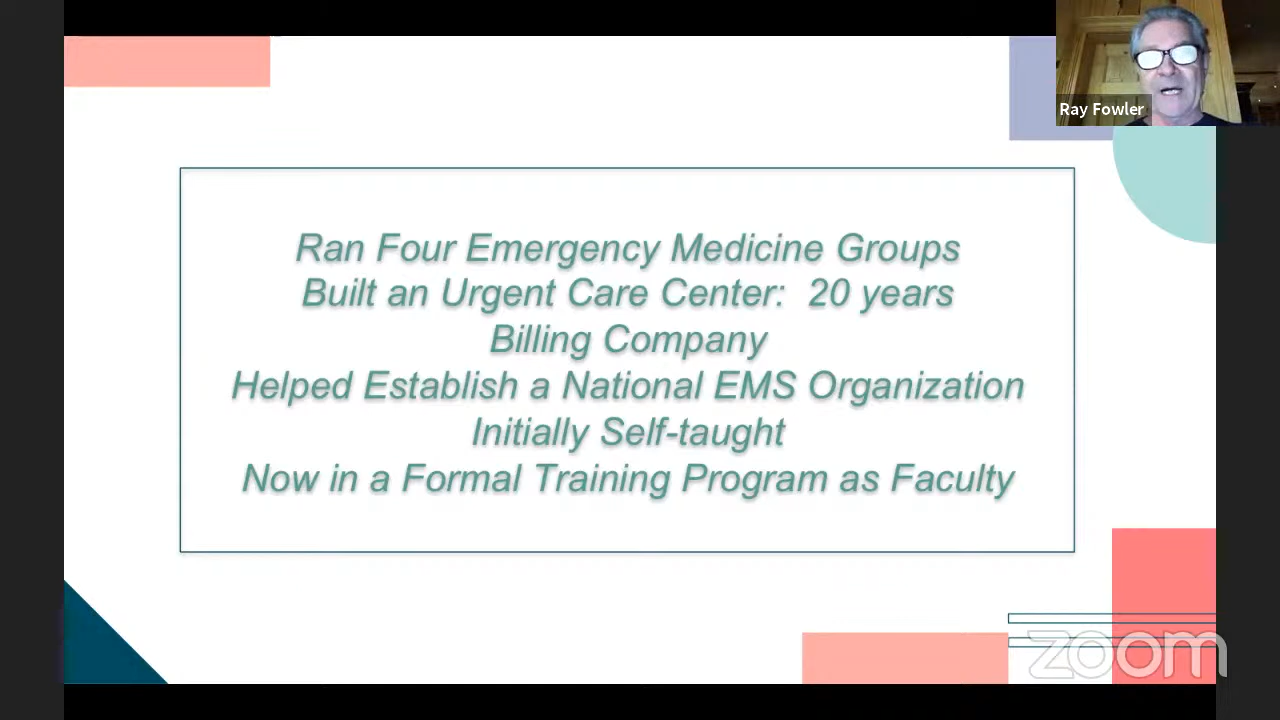 Ray Fowler
Ran Four Emergency Medicine Groups
Built an Urgent Care Center:  20 years
Billing Company
Helped Establish a National EMS Organization
Initially Self-taught
Now in a Formal Training Program as Faculty
zoom